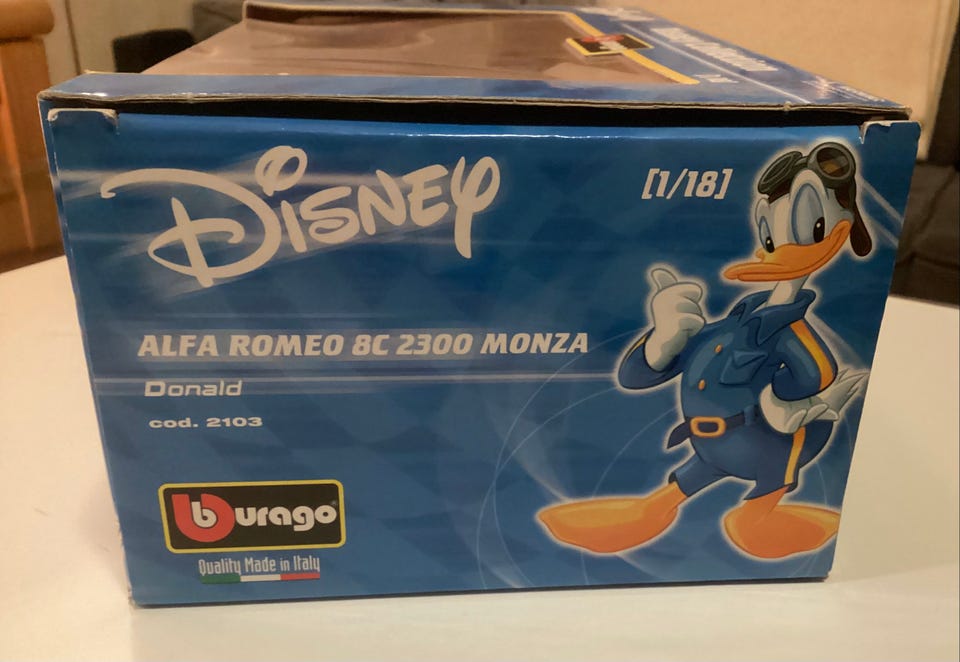 DISNEY
[1/18]
ALFA ROMEO 8C 2300 MONZA
Donald
cod. 2103
burago
Quality Made in Italy